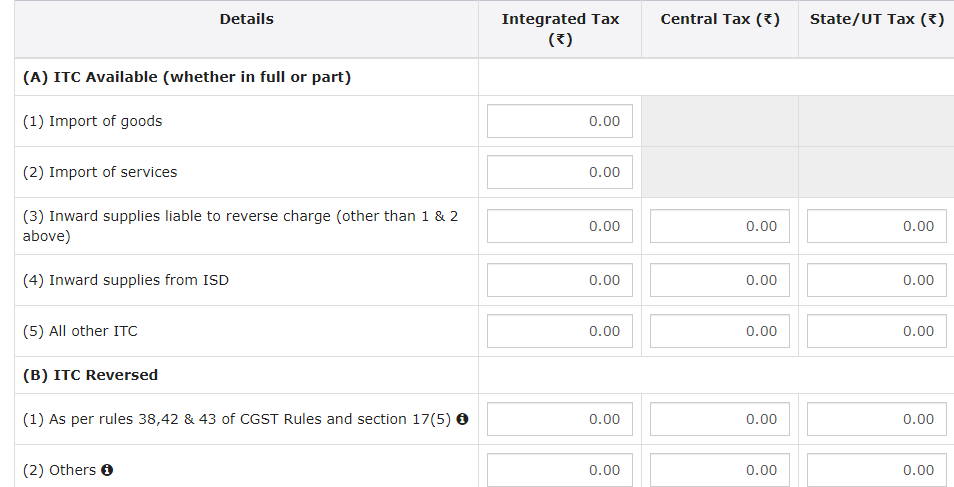 Details Integrated Tax (₹) Central Tax (₹) State/UT Tax (₹)
(A) ITC Available (whether in full or part)
(1) Import of goods 0.00
(2) Import of services 0.00
(3) Inward supplies liable to reverse charge (other than 1 & 2
above) 0.00 0.00 0.00
(4) Inward supplies from ISD 0.00 0.00 0.00
(5) All other ITC 0.00 0.00 0.00
(B) ITC Reversed
(1) As per rules 38,42 & 43 of CGST Rules and section 17(5) 0.00 0.00 0.00
(2) Others 0.00 0.00 0.00